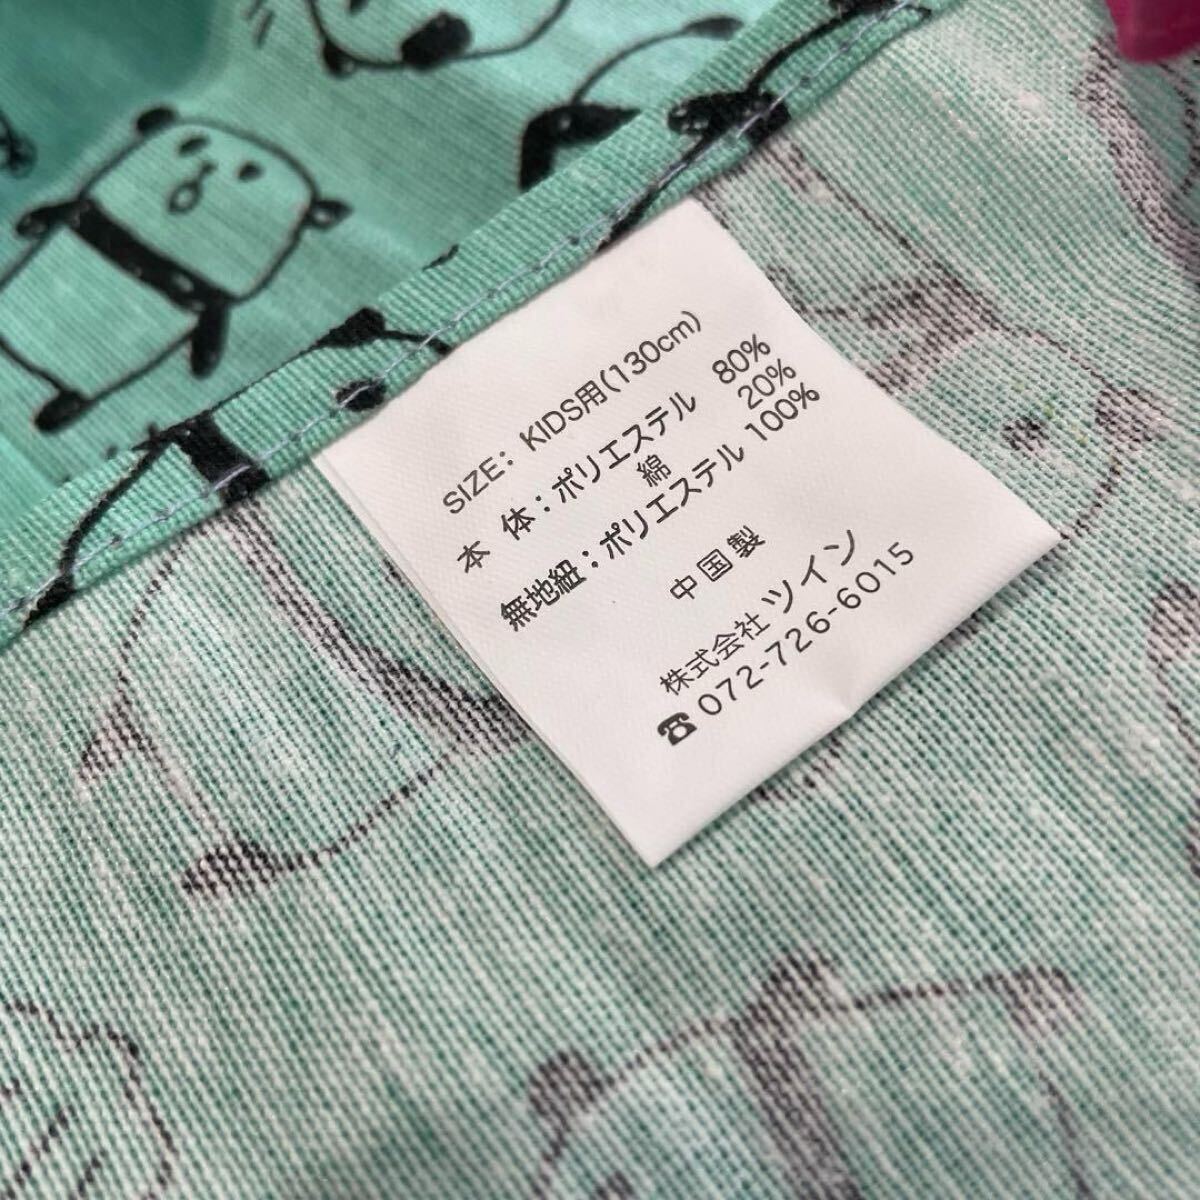 SIZE: KIDS用(130cm)
本 体：ポリエステル 80%
綿 20%
無地紐：ポリエステル 100%
中国製
株式会社 ツイン
☎ 072-726-6015